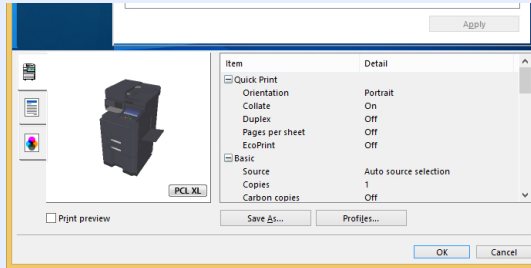 Apply
Item Detail
Quick Print
Orientation Portrait
Collate On
Duplex Off
Pages per sheet Off
EcoPrint Off
Basic
Source Auto source selection
Copies 1
Carbon copies Off
PCL XL
Print preview Save As... Profiles...
OK Cancel